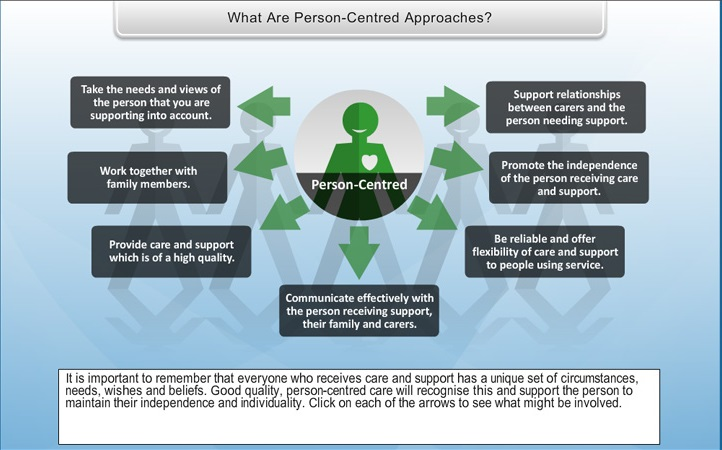 What Are Person-Centred Approaches?
Take the needs and views of
the person that you are
supporting into account.
Work together with
family members.
Provide care and support
which is of a high quality.
Person-Centred
Communicate effectively with
the person receiving support,
their family and carers.
Support relationships
between carers and the
person needing support.
Promote the independence
of the person receiving care
and support.
Be reliable and offer
flexibility of care and support
to people using service.
It is important to remember that everyone who receives care and support has a unique set of circumstances,
needs, wishes and beliefs. Good quality, person-centred care will recognise this and support the person to
maintain their independence and individuality. Click on each of the arrows to see what might be involved.